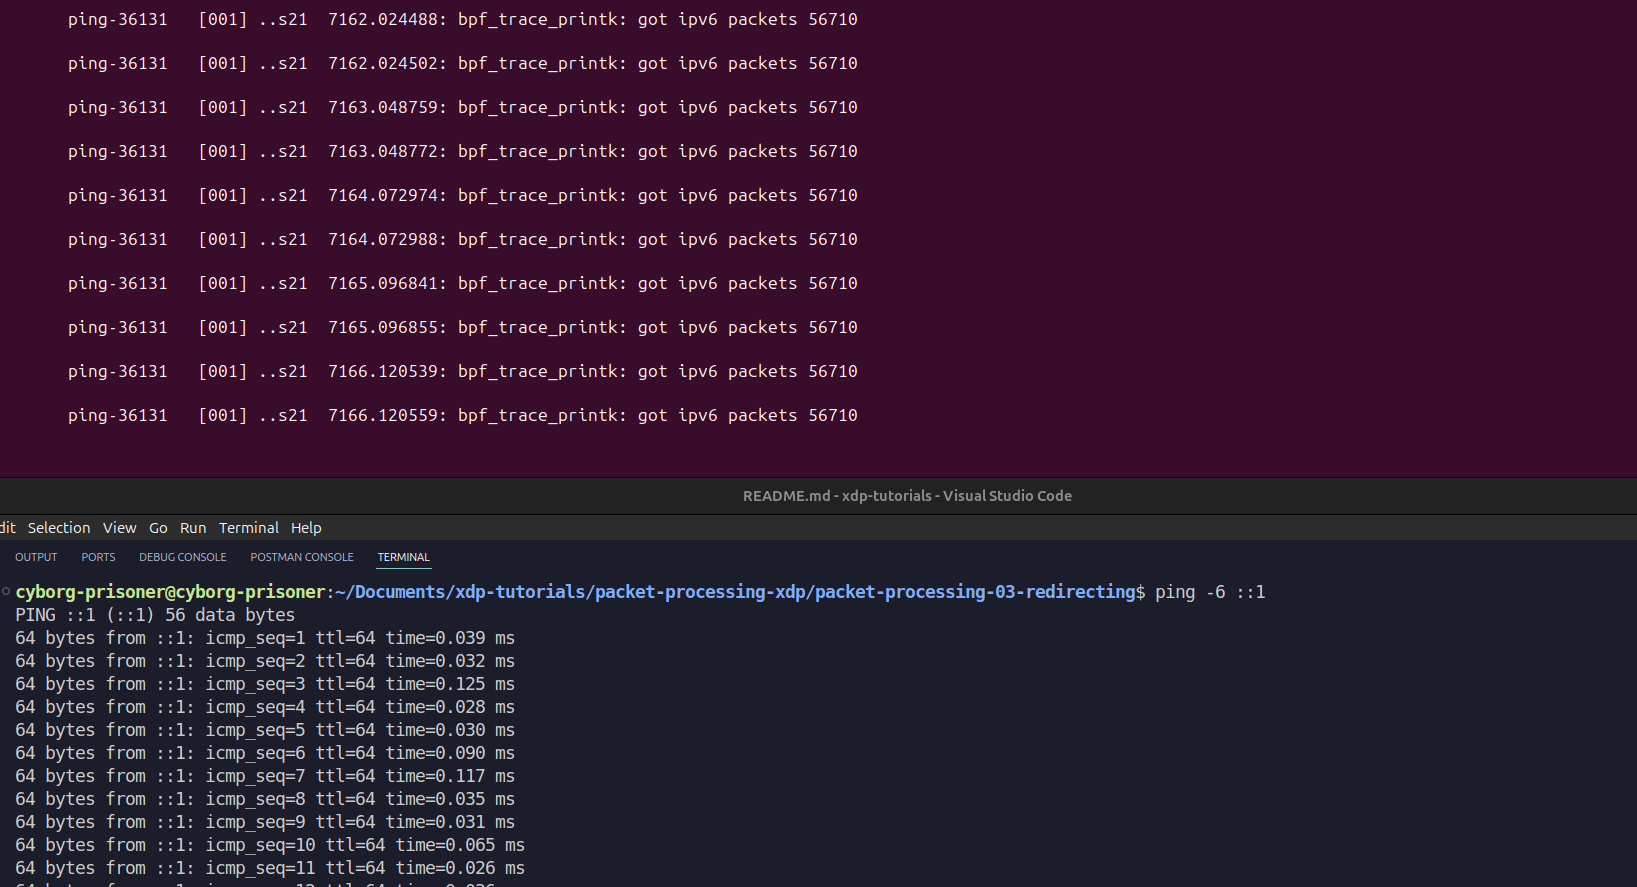 ping-36131   [001] ..s21  7162.024488: bpf_trace_printk: got ipv6 packets 56710
ping-36131   [001] ..s21  7162.024502: bpf_trace_printk: got ipv6 packets 56710
ping-36131   [001] ..s21  7163.048759: bpf_trace_printk: got ipv6 packets 56710
ping-36131   [001] ..s21  7163.048772: bpf_trace_printk: got ipv6 packets 56710
ping-36131   [001] ..s21  7164.072974: bpf_trace_printk: got ipv6 packets 56710
ping-36131   [001] ..s21  7164.072988: bpf_trace_printk: got ipv6 packets 56710
ping-36131   [001] ..s21  7165.096841: bpf_trace_printk: got ipv6 packets 56710
ping-36131   [001] ..s21  7165.096855: bpf_trace_printk: got ipv6 packets 56710
ping-36131   [001] ..s21  7166.120539: bpf_trace_printk: got ipv6 packets 56710
ping-36131   [001] ..s21  7166.120559: bpf_trace_printk: got ipv6 packets 56710
README.md - xdp-tutorials - Visual Studio Code
dit Selection View Go Run Terminal Help
OUTPUT PORTS DEBUG CONSOLE POSTMAN CONSOLE TERMINAL
cyborg-prisoner@cyborg-prisoner:~/Documents/xdp-tutorials/packet-processing-xdp/packet-processing-03-redirecting$ ping -6 ::1
PING ::1 (::1) 56 data bytes
64 bytes from ::1: icmp_seq=1 ttl=64 time=0.039 ms
64 bytes from ::1: icmp_seq=2 ttl=64 time=0.032 ms
64 bytes from ::1: icmp_seq=3 ttl=64 time=0.125 ms
64 bytes from ::1: icmp_seq=4 ttl=64 time=0.028 ms
64 bytes from ::1: icmp_seq=5 ttl=64 time=0.030 ms
64 bytes from ::1: icmp_seq=6 ttl=64 time=0.090 ms
64 bytes from ::1: icmp_seq=7 ttl=64 time=0.117 ms
64 bytes from ::1: icmp_seq=8 ttl=64 time=0.035 ms
64 bytes from ::1: icmp_seq=9 ttl=64 time=0.031 ms
64 bytes from ::1: icmp_seq=10 ttl=64 time=0.065 ms
64 bytes from ::1: icmp_seq=11 ttl=64 time=0.026 ms